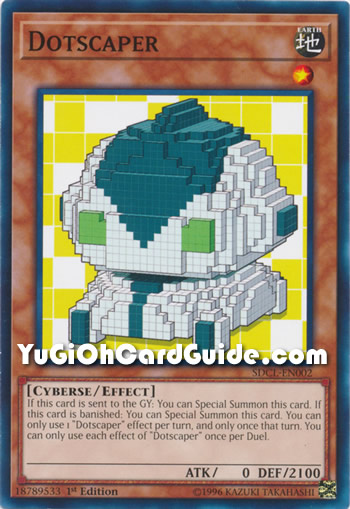 DOTSCAPER
EARTH
地
YuGiOhCardGuide.com
SDCL-EN002
[CYBERSE/EFFECT]
If this card is sent to the GY: You can Special Summon this card. If
this card is banished: You can Special Summon this card. You can
only use 1 "Dotscaper" effect per turn, and only once that turn. You
can only use each effect of "Dotscaper" once per Duel.
ATK/ 0 DEF/2100
18789533 1st Edition ©1996 KAZUKI TAKAHASHI